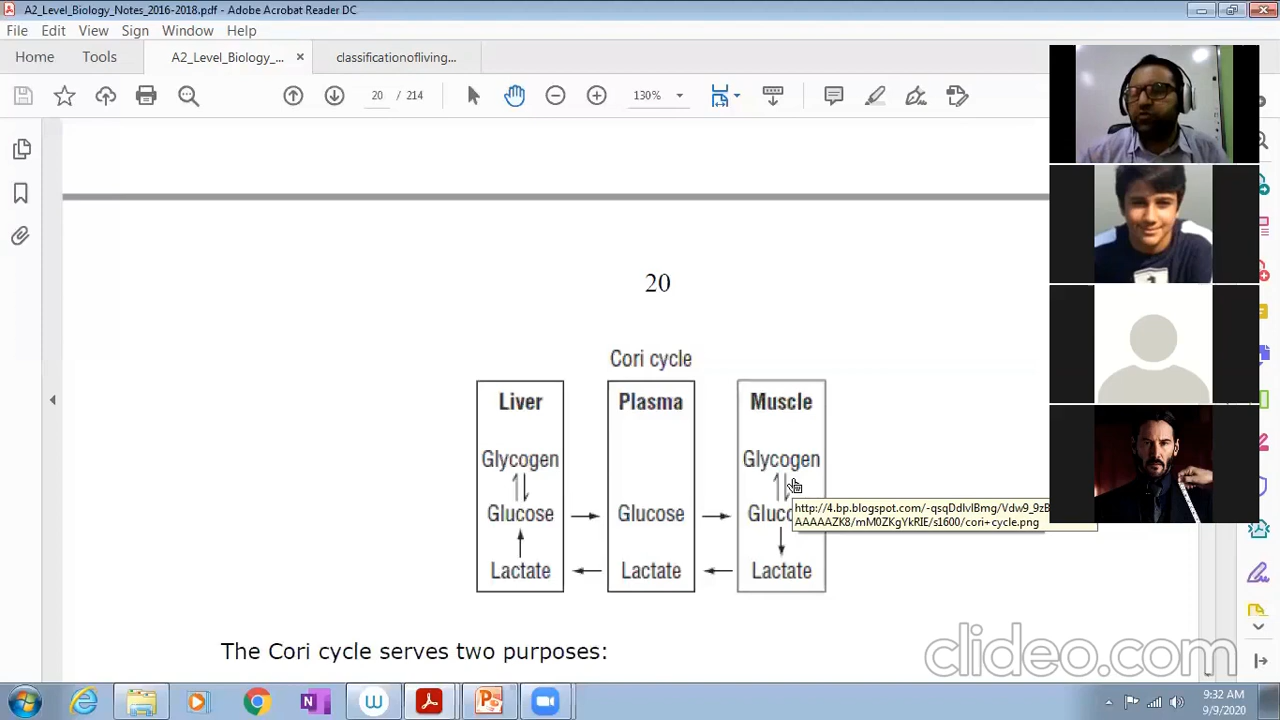 A2_Level_Biology_Notes_2016-2018.pdf - Adobe Acrobat Reader DC
File Edit View Sign Window Help
Home Tools A2_Level_Biology_... × classificationofliving...
20 / 214 130%
20
Cori cycle
Liver Plasma Muscle
Glycogen Glycogen
Glucose Glucose Gluco
Lactate Lactate Lactate
http://4.bp.blogspot.com/-qsqDdlvlBmg/Vdw9_9zB
AAAAAZK8/mM0ZKgYkRIE/s1600/cori+cycle.png
The Cori cycle serves two purposes:
clideo.com
9:32 AM
9/9/2020